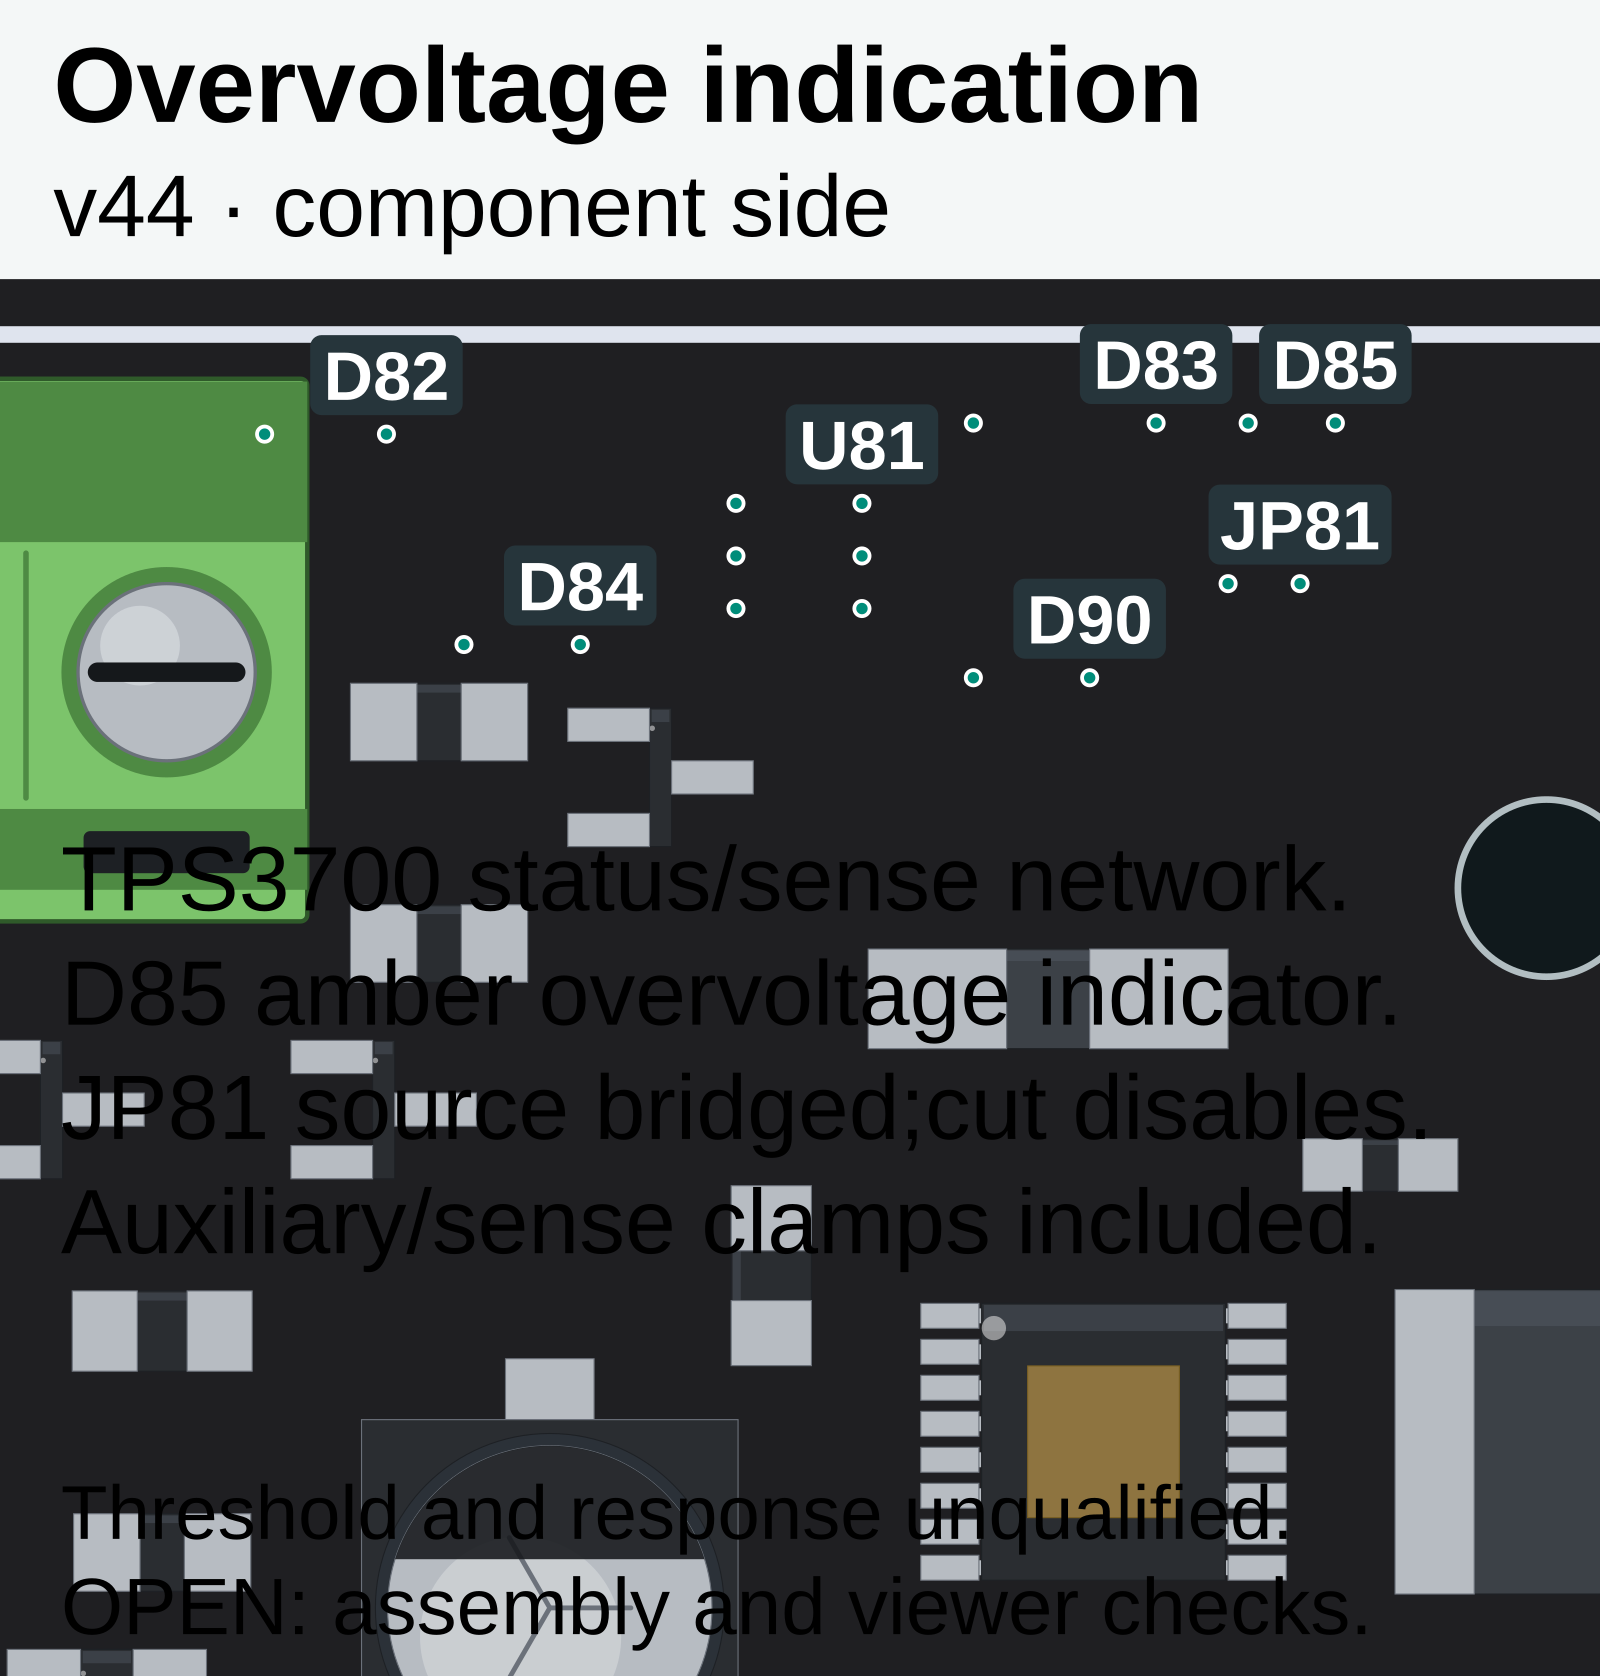 Overvoltage indication
v44 · component side
D82
D83 D85
U81
JP81
D84
D90
TPS3700 status/sense network.
D85 amber overvoltage indicator.
JP81 source bridged;cut disables.
Auxiliary/sense clamps included.
Threshold and response unqualified.
OPEN: assembly and viewer checks.